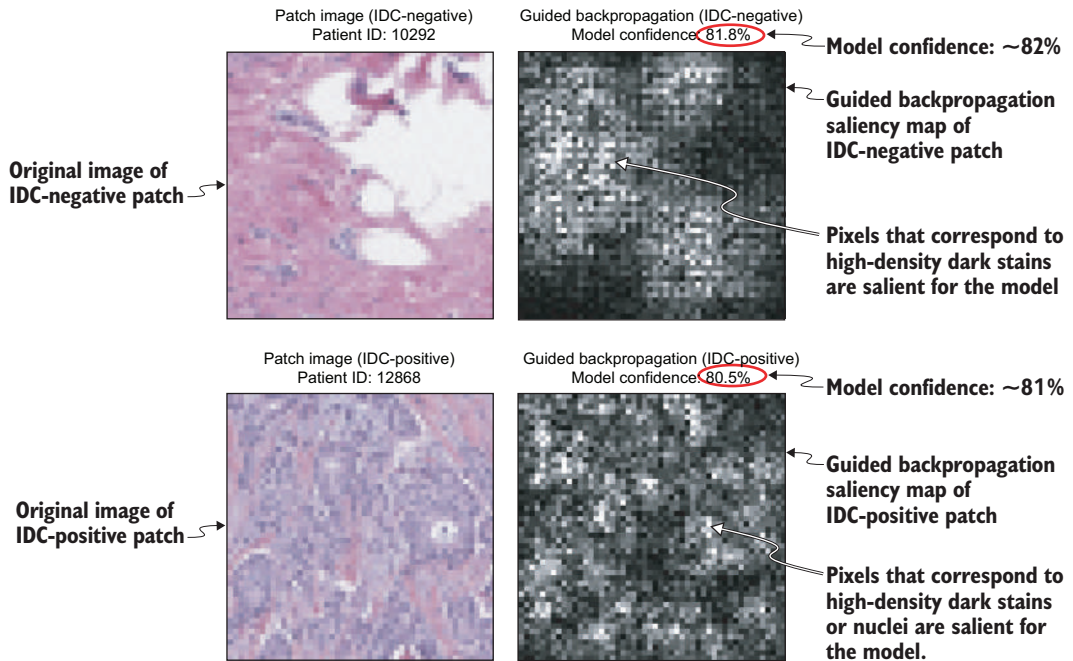 Patch image (IDC-negative)
Patient ID: 10292
Guided backpropagation (IDC-negative)
Model confidence: 81.8%
Model confidence: ~82%
Guided backpropagation
saliency map of
IDC-negative patch
Original image of
IDC-negative patch
Pixels that correspond to
high-density dark stains
are salient for the model
Patch image (IDC-positive)
Patient ID: 12868
Guided backpropagation (IDC-positive)
Model confidence: 80.5%
Model confidence: ~81%
Guided backpropagation
saliency map of
IDC-positive patch
Original image of
IDC-positive patch
Pixels that correspond to
high-density dark stains
or nuclei are salient for
the model.